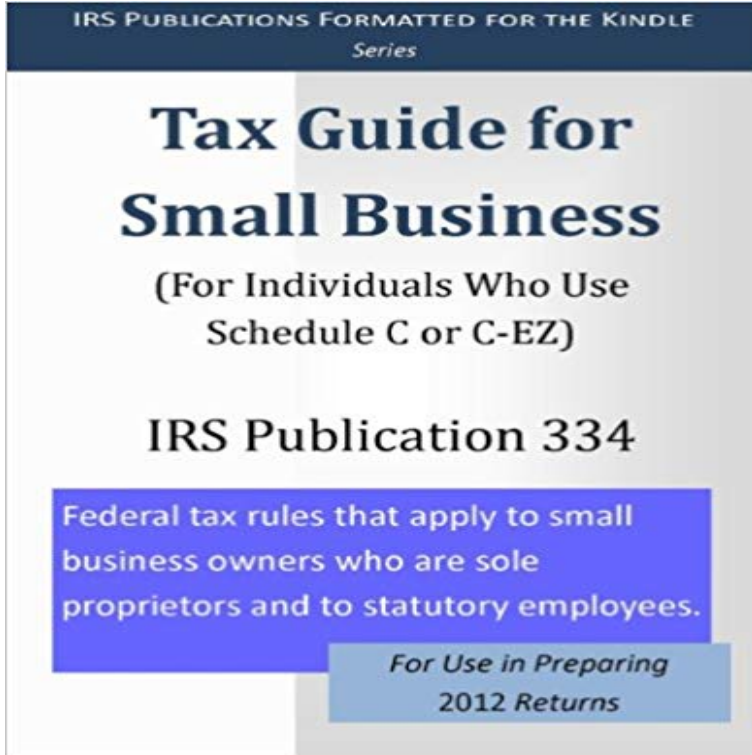 IRS PUBLICATIONS FORMATTED FOR THE KINDLE
Series
Tax Guide for
Small Business
(For Individuals Who Use
Schedule C or C-EZ)
IRS Publication 334
Federal tax rules that apply to small
business owners who are sole
proprietors and to statutory employees.
For Use in Preparing
2012 Returns